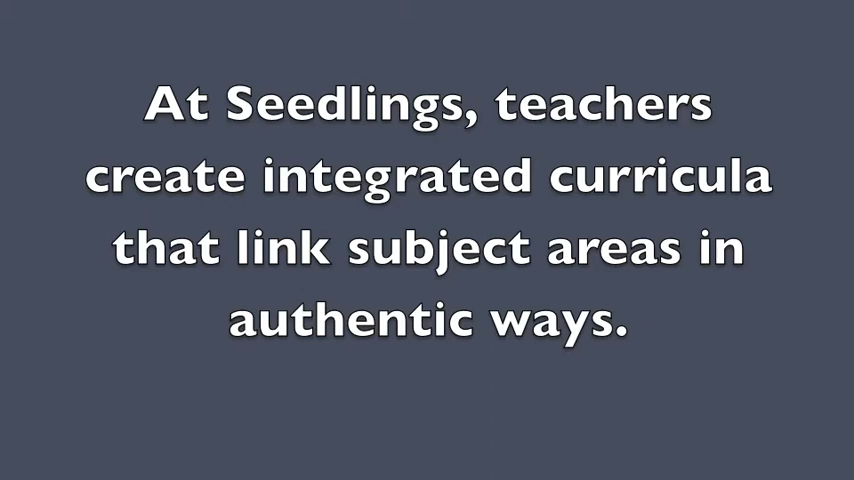 At Seedlings, teachers
create integrated curricula
that link subject areas in
authentic ways.